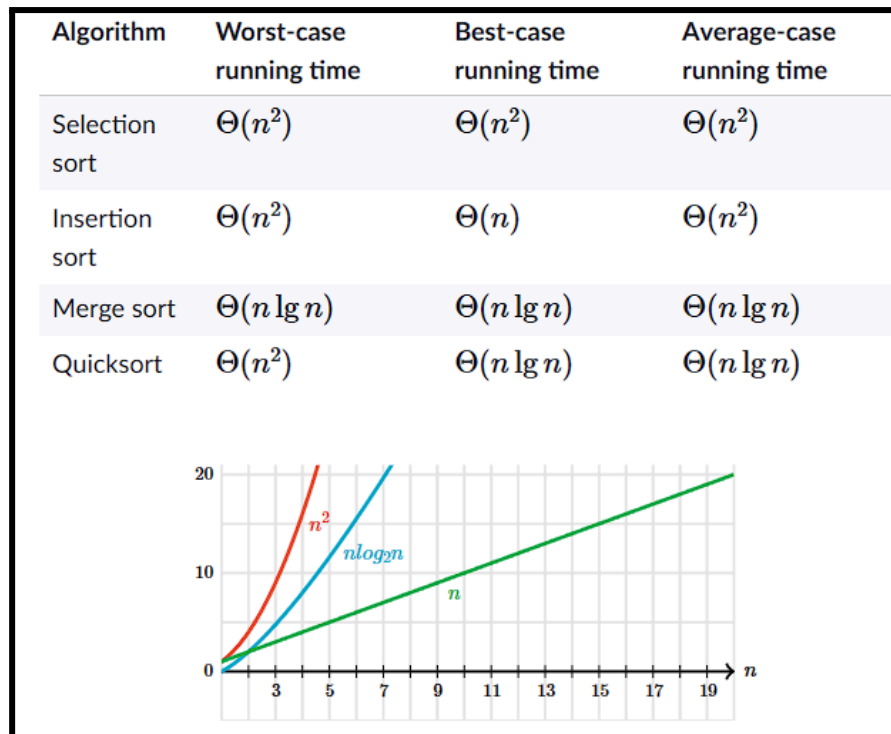 Algorithm Worst-case Best-case Average-case
running time running time running time
Selection Θ(n²) Θ(n²) Θ(n²)
sort
Insertion Θ(n²) Θ(n) Θ(n²)
sort
Merge sort Θ(n lg n) Θ(n lg n) Θ(n lg n)
Quicksort Θ(n²) Θ(n lg n) Θ(n lg n)
20
n²
nlog₂n
10
n
0
n
3 5 7 9 11 13 15 17 19